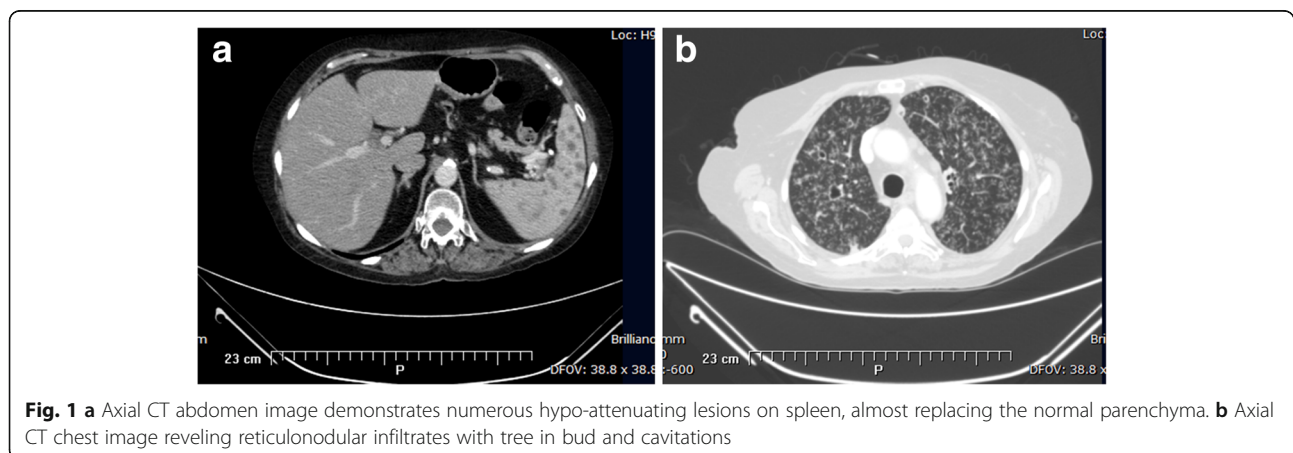 a
Loc: H9
m
Brilliano
23 cm
P
DFOV: 38.8 x 38.8
b
Loc:
mm
0
23 cm
:-600
P
Bri
DFOV: 38.8
Fig. 1 a Axial CT abdomen image demonstrates numerous hypo-attenuating lesions on spleen, almost replacing the normal parenchyma. b Axial
CT chest image reveling reticulonodular infiltrates with tree in bud and cavitations